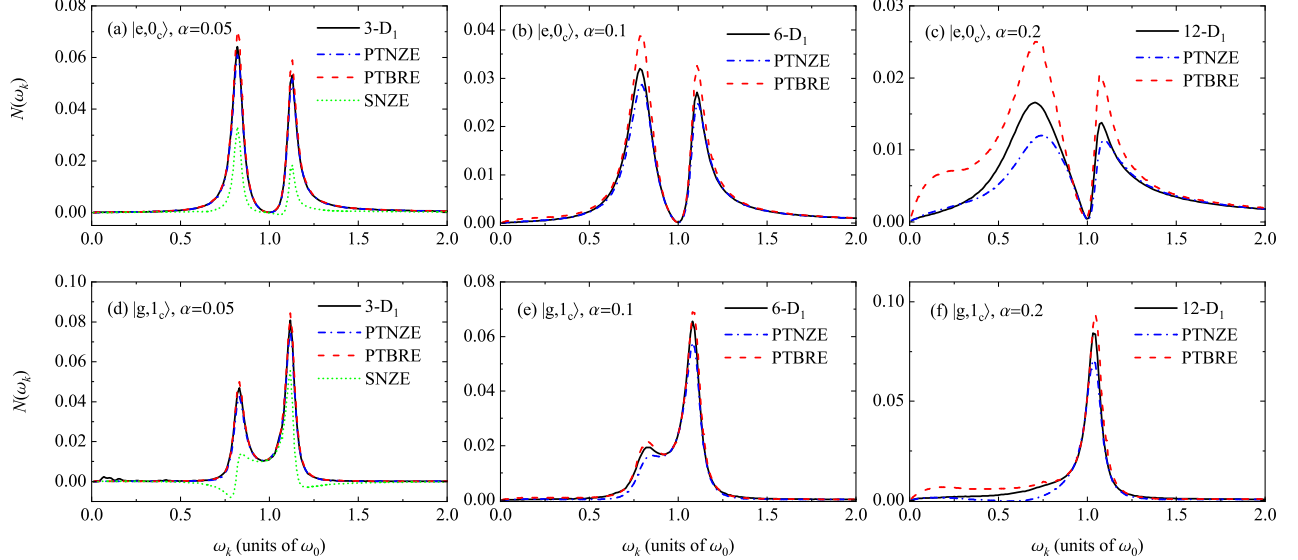 (a) |e,0c⟩, α=0.05
3-D1
PTNZE
PTBRE
SNZE
N(ωk)
0.08
0.06
0.04
0.02
0.00
0.0 0.5 1.0 1.5 2.0
(b) |e,0c⟩, α=0.1
6-D1
PTNZE
PTBRE
0.04
0.03
0.02
0.01
0.00
0.0 0.5 1.0 1.5 2.0
(c) |e,0c⟩, α=0.2
12-D1
PTNZE
PTBRE
0.03
0.02
0.01
0.00
0.0 0.5 1.0 1.5 2.0
(d) |g,1c⟩, α=0.05
3-D1
PTNZE
PTBRE
SNZE
N(ωk)
0.10
0.08
0.06
0.04
0.02
0.00
0.0 0.5 1.0 1.5 2.0
ωk (units of ω0)
(e) |g,1c⟩, α=0.1
6-D1
PTNZE
PTBRE
0.08
0.06
0.04
0.02
0.00
0.0 0.5 1.0 1.5 2.0
ωk (units of ω0)
(f) |g,1c⟩, α=0.2
12-D1
PTNZE
PTBRE
0.10
0.05
0.00
0.0 0.5 1.0 1.5 2.0
ωk (units of ω0)